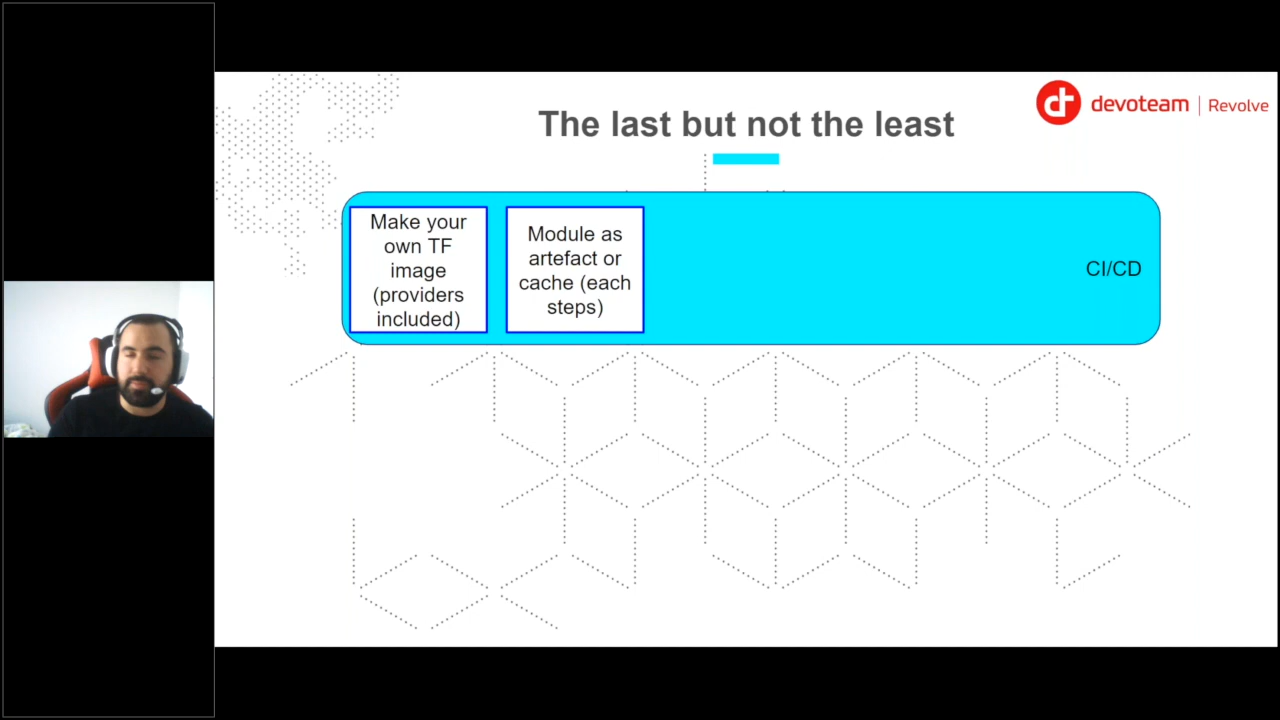 The last but not the least
devoteam | Revolve
Make your
own TF
image
(providers
included)
Module as
artefact or
cache (each
steps)
CI/CD